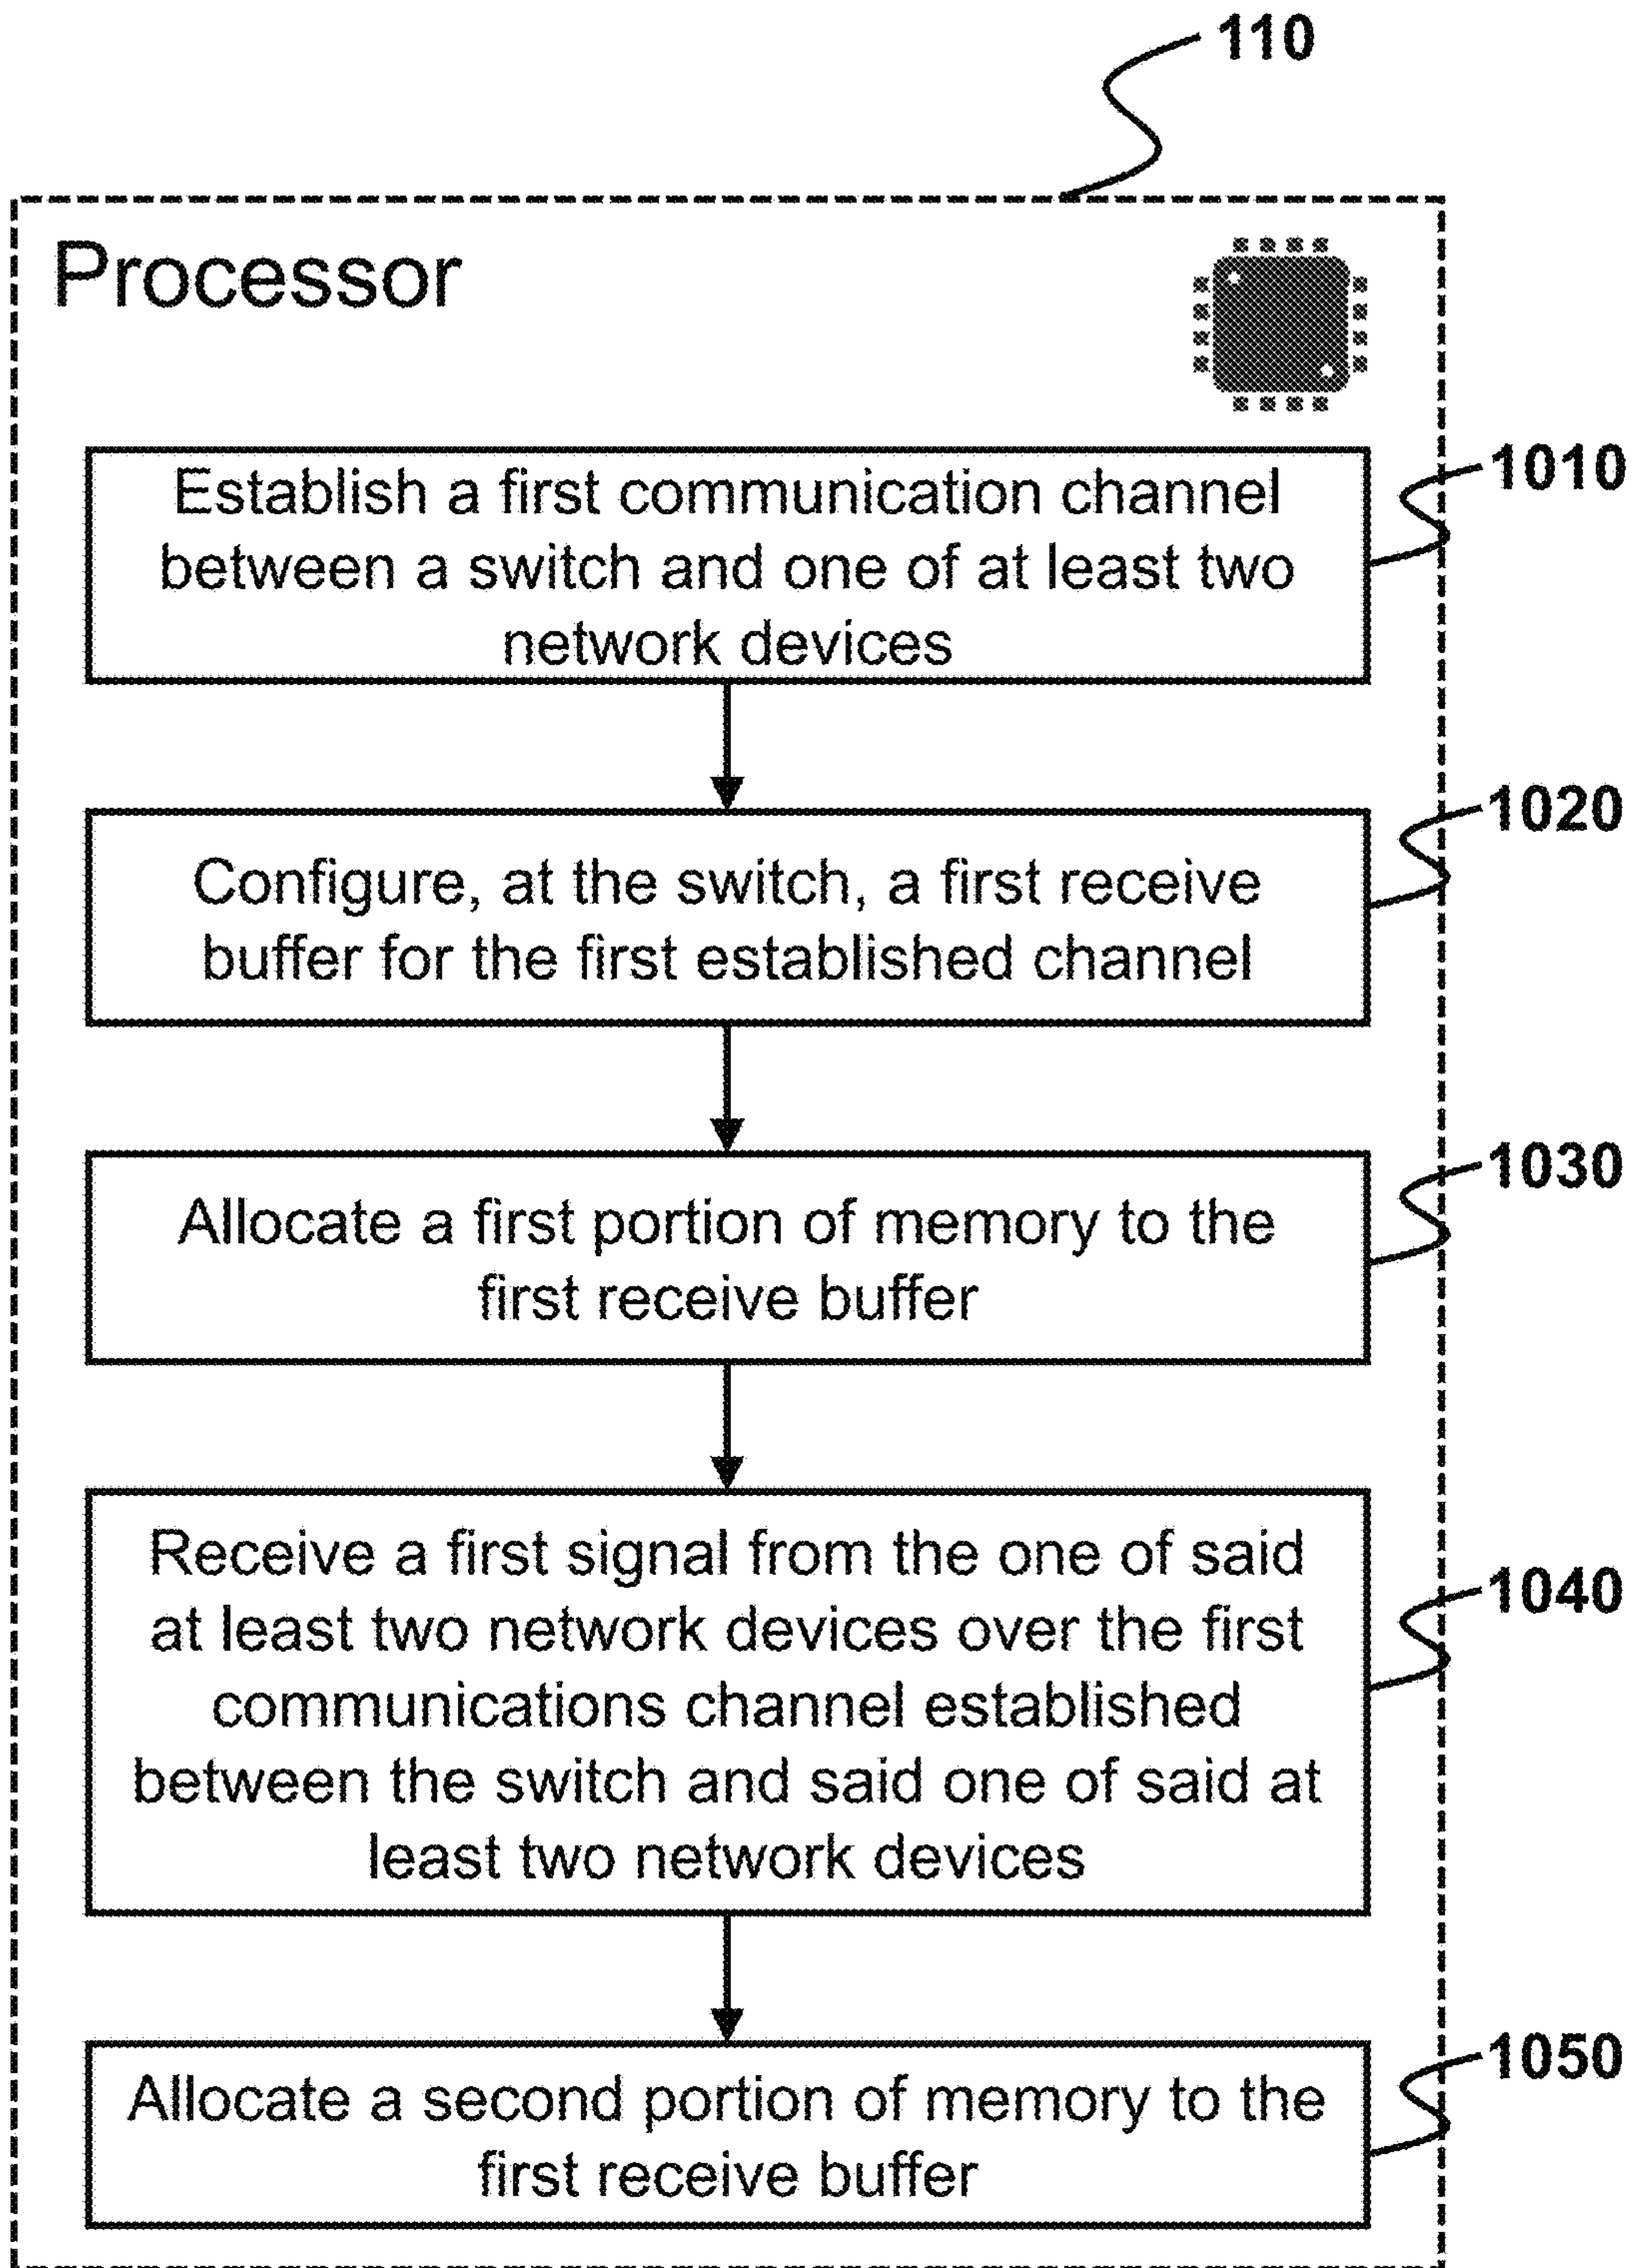 110
Processor
Establish a first communication channel
between a switch and one of at least two
network devices
1010
Configure, at the switch, a first receive
buffer for the first established channel
1020
Allocate a first portion of memory to the
first receive buffer
1030
Receive a first signal from the one of said
at least two network devices over the first
communications channel established
between the switch and said one of said at
least two network devices
1040
Allocate a second portion of memory to the
first receive buffer
1050